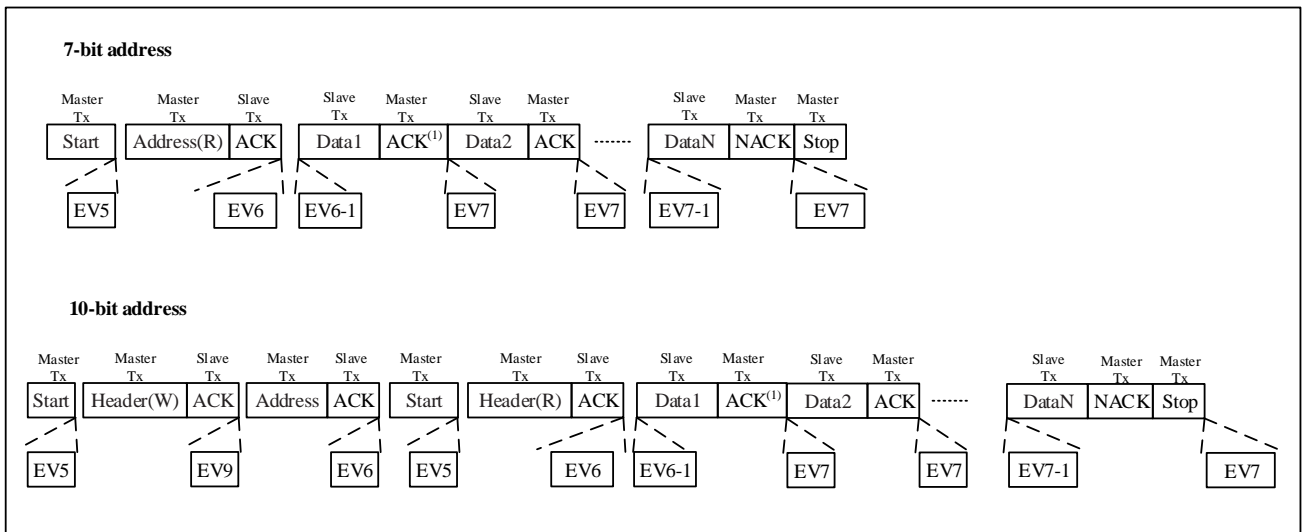 7-bit address
Master Tx Master Tx Slave Tx Slave Tx Master Tx Slave Tx Master Tx Slave Tx Master Tx Master Tx
Start Address(R) ACK Data1 ACK(1) Data2 ACK ........ DataN NACK Stop
EV5 EV6 EV6-1 EV7 EV7 EV7-1 EV7
10-bit address
Master Tx Master Tx Slave Tx Master Tx Slave Tx Master Tx Master Tx Slave Tx Slave Tx Master Tx Slave Tx Master Tx Slave Tx Master Tx Master Tx
Start Header(W) ACK Address ACK Start Header(R) ACK Data1 ACK(1) Data2 ACK ........ DataN NACK Stop
EV5 EV9 EV6 EV5 EV6 EV6-1 EV7 EV7 EV7-1 EV7